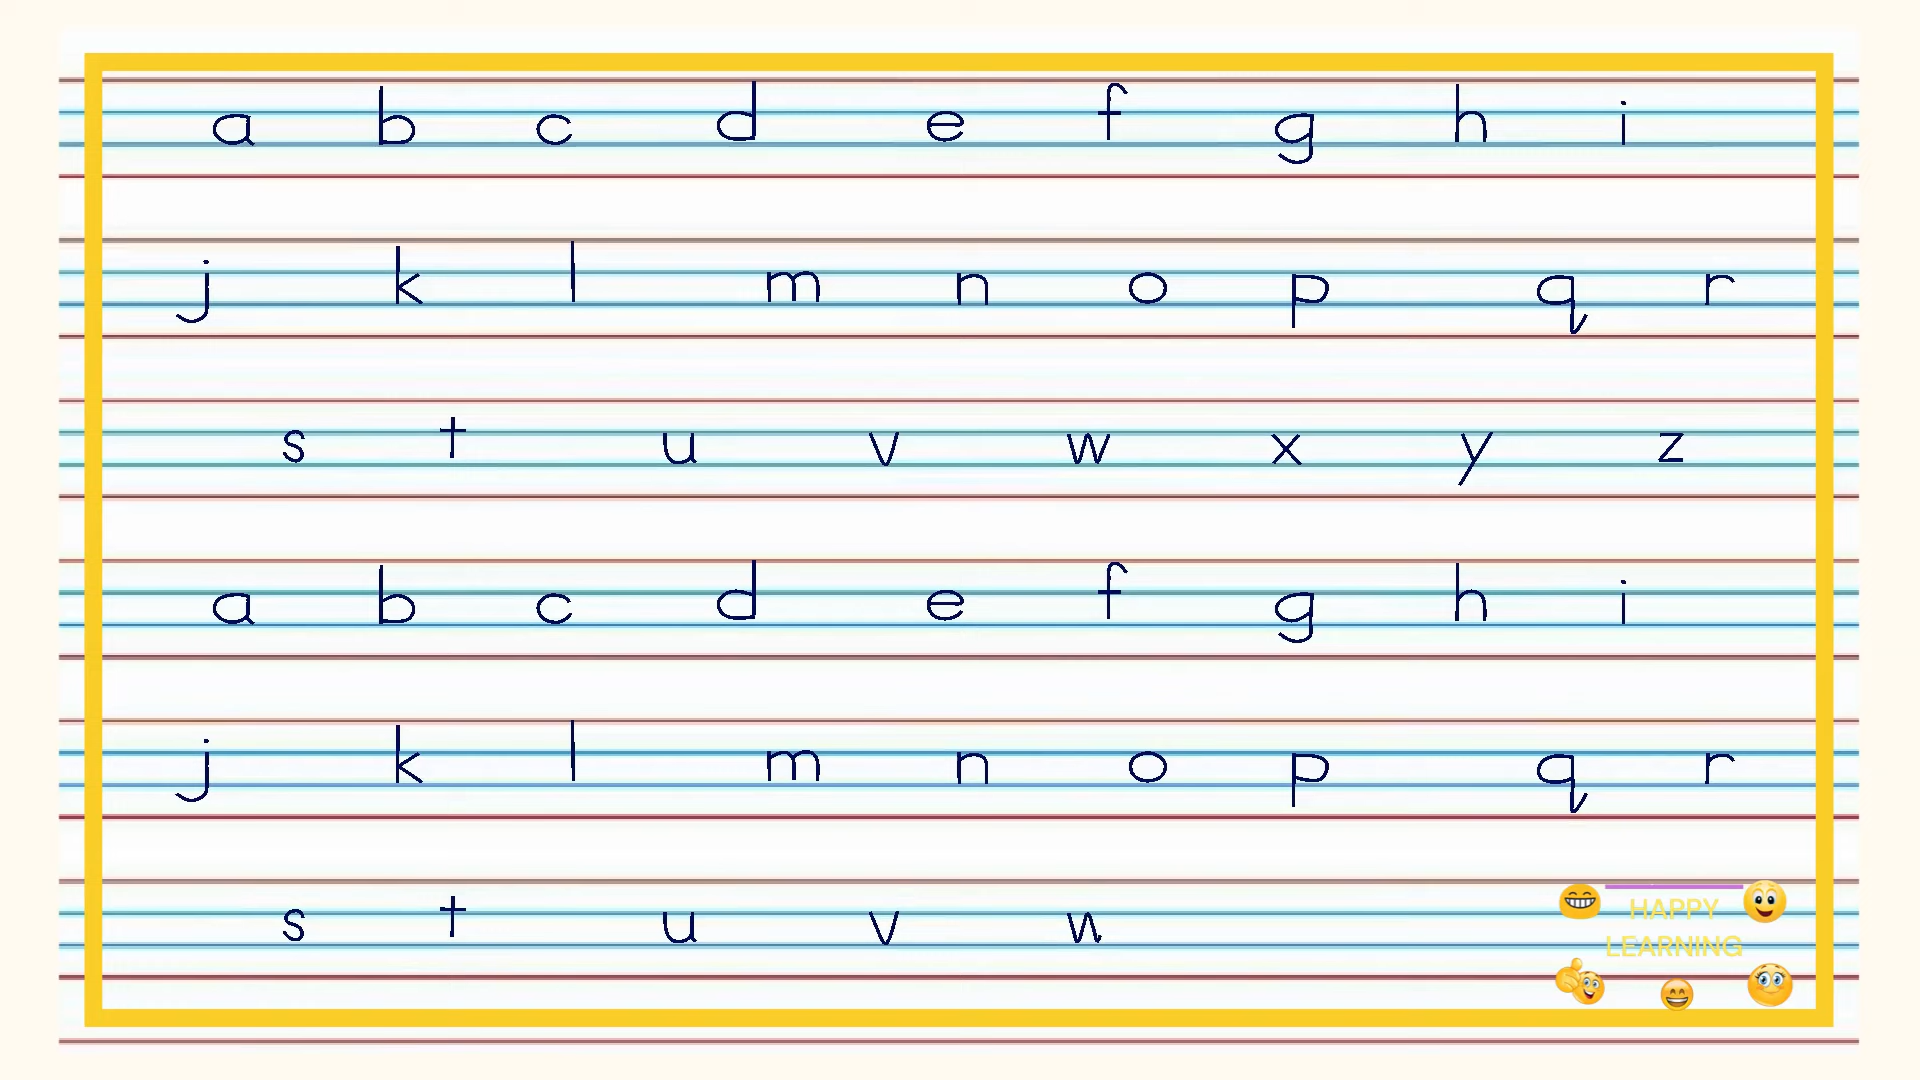 a b c d e f g h i
j k l m n o p q r
s t u v w x y z
a b c d e f g h i
j k l m n o p q r
s t u v
HAPPY
LEARNING